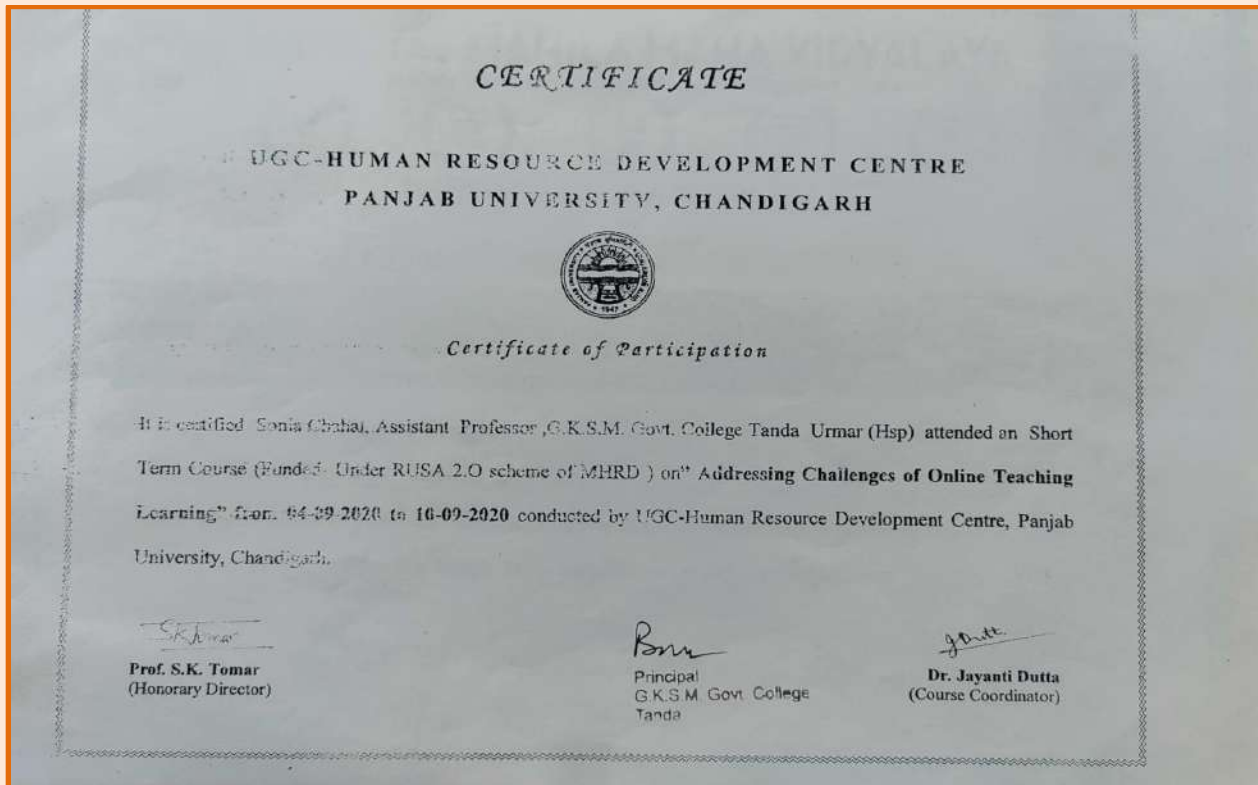 CERTIFICATE
UGC-HUMAN RESOURCE DEVELOPMENT CENTRE
PANJAB UNIVERSITY, CHANDIGARH
1947
Certificate of Participation
It is certified Sonia Chahal, Assistant Professor ,G.K.S.M. Govt. College Tanda Urmar (Hsp) attended an Short
Term Course (Funded Under RUSA 2.O scheme of MHRD ) on" Addressing Challenges of Online Teaching
Learning" from 04-09-2020 to 10-09-2020 conducted by UGC-Human Resource Development Centre, Panjab
University, Chandigarh.
SKTomar
Prof. S.K. Tomar
(Honorary Director)
Principal
G.K.S.M. Govt. College
Tanda
JDutt
Dr. Jayanti Dutta
(Course Coordinator)